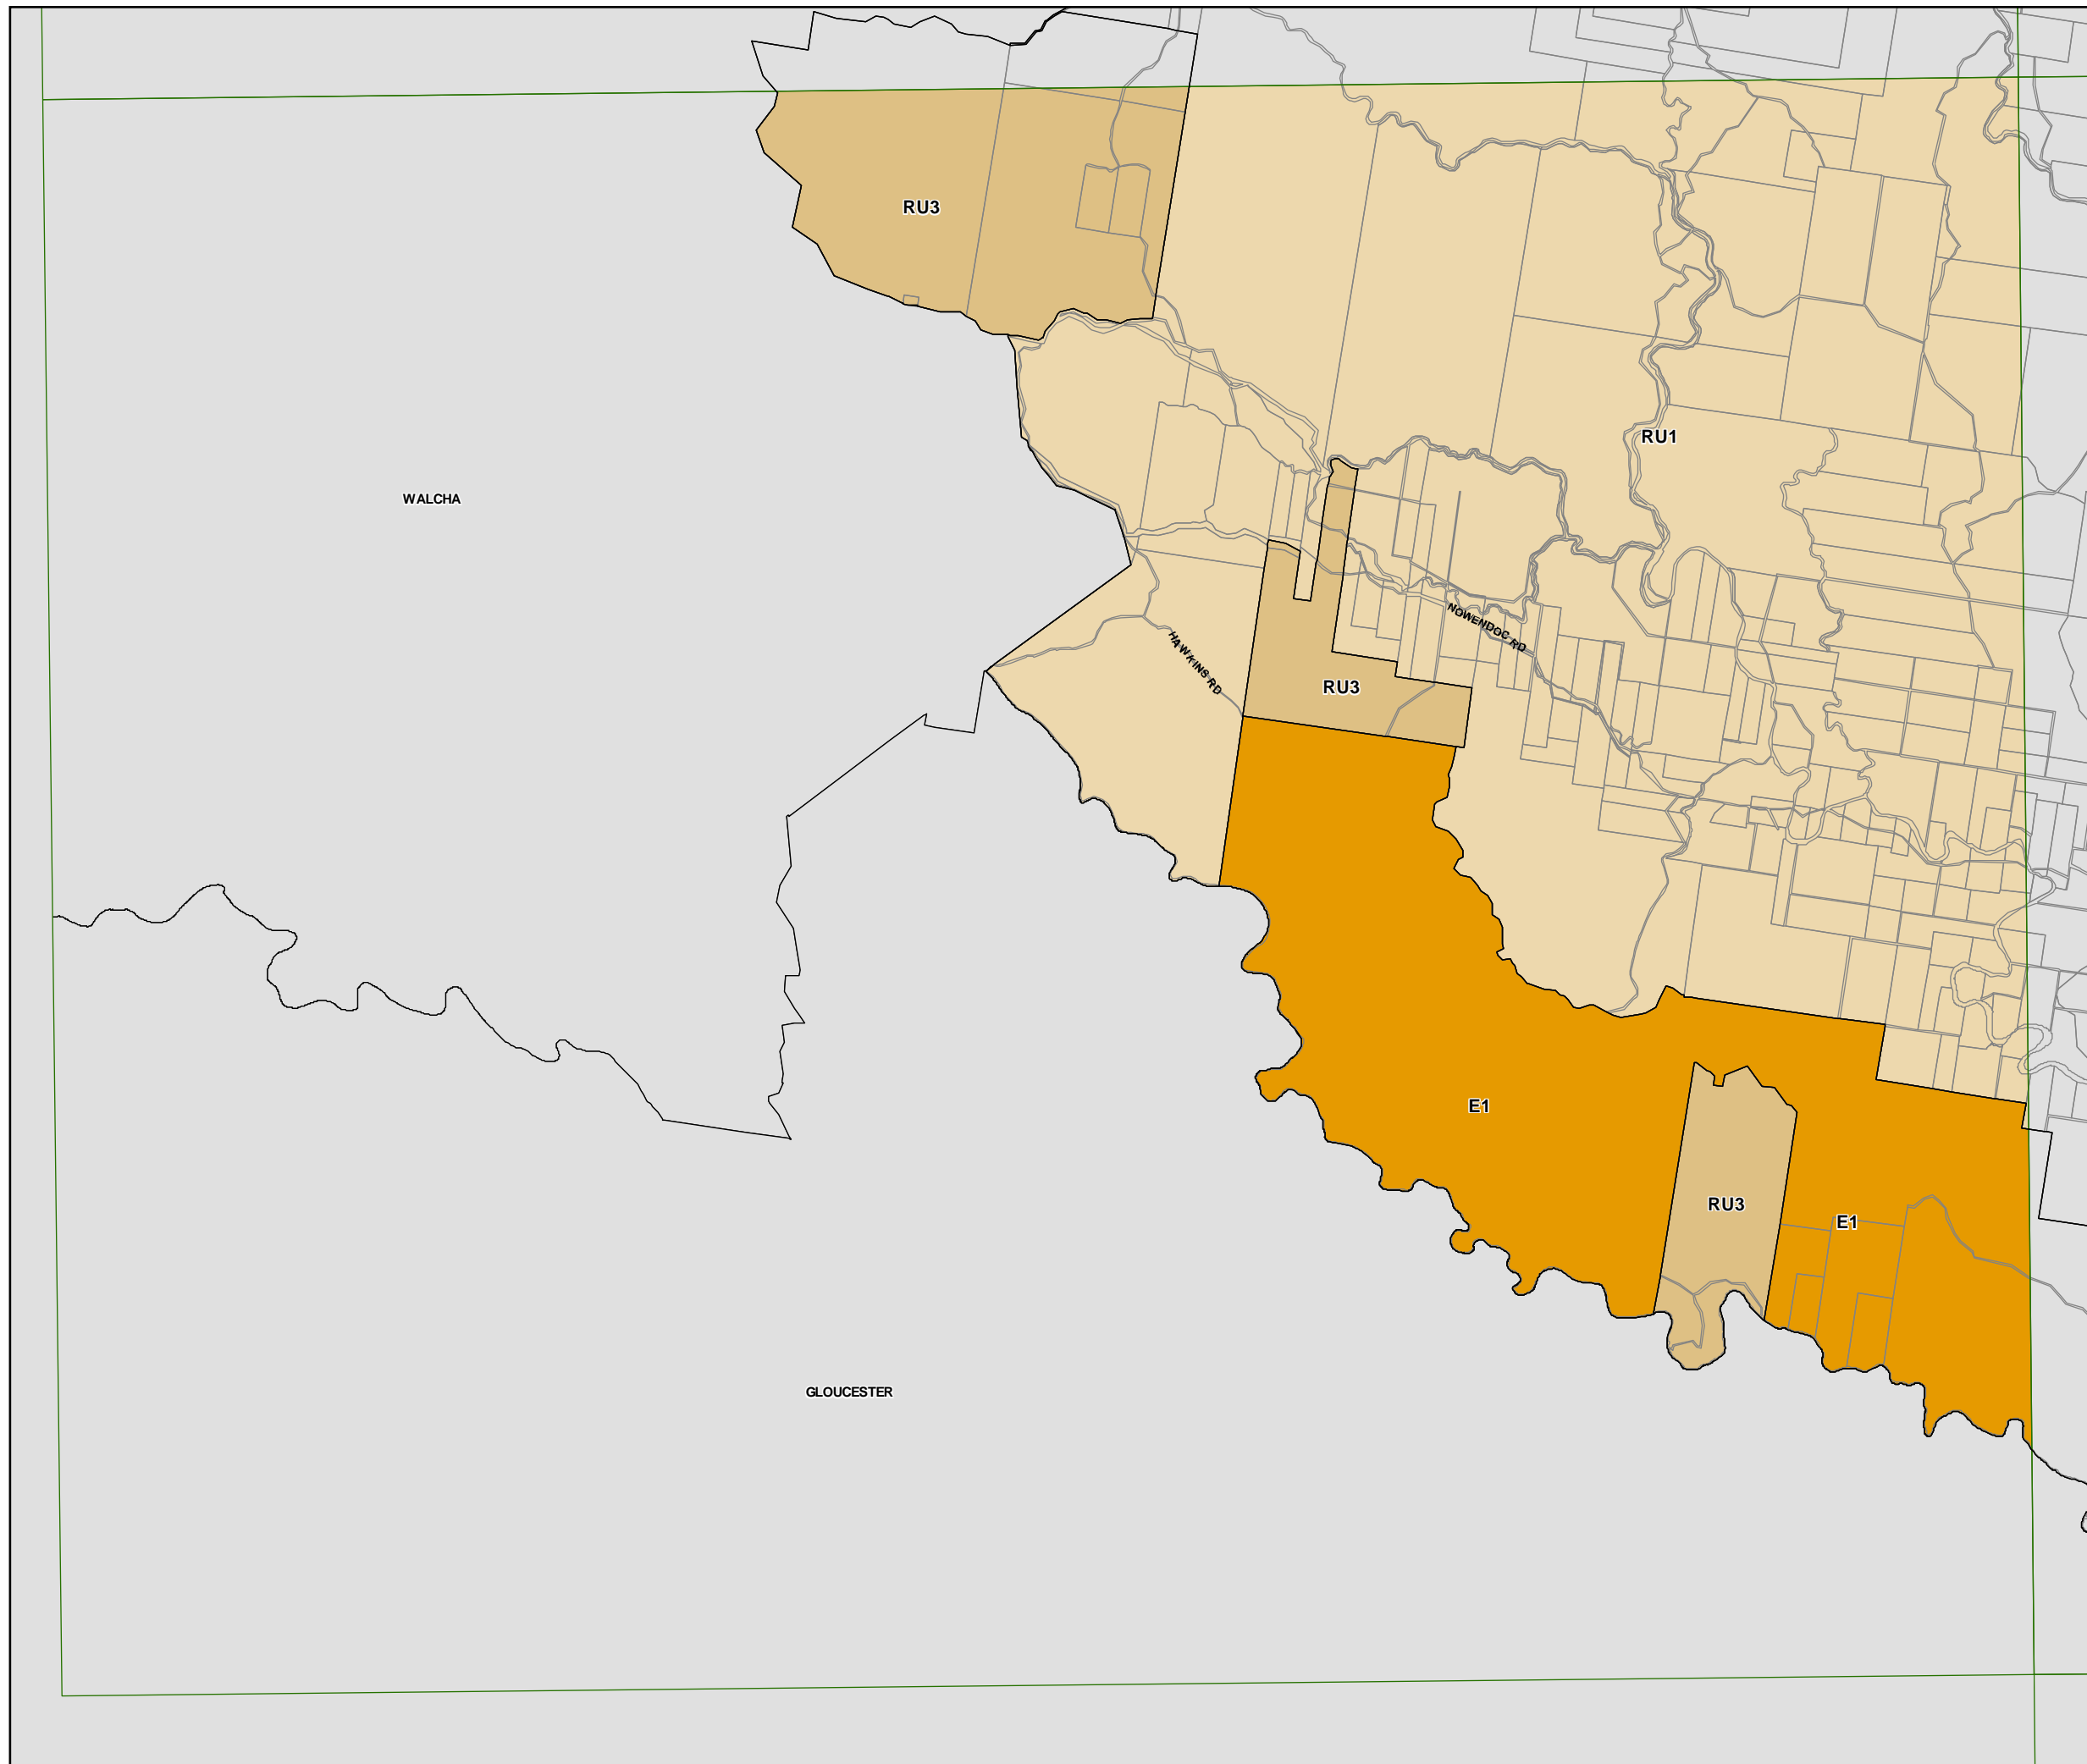 RU3
RU1
WALCHA
NOWENDOC RD
HAWKINS RD
RU3
E1
RU3
E1
GLOUCESTER